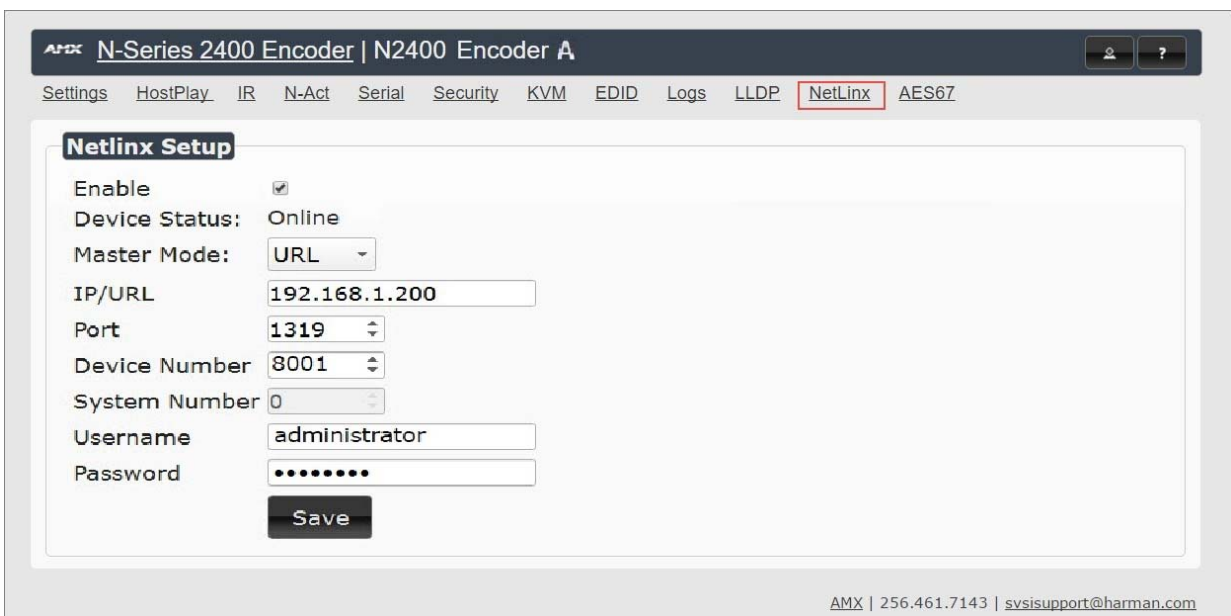 AMX N-Series 2400 Encoder | N2400 Encoder A ?
Settings HostPlay IR N-Act Serial Security KVM EDID Logs LLDP NetLinx AES67
Netlinx Setup
Enable
Device Status: Online
Master Mode: URL
IP/URL 192.168.1.200
Port 1319
Device Number 8001
System Number 0
Username administrator
Password ••••••••
Save
AMX | 256.461.7143 | svsisupport@harman.com